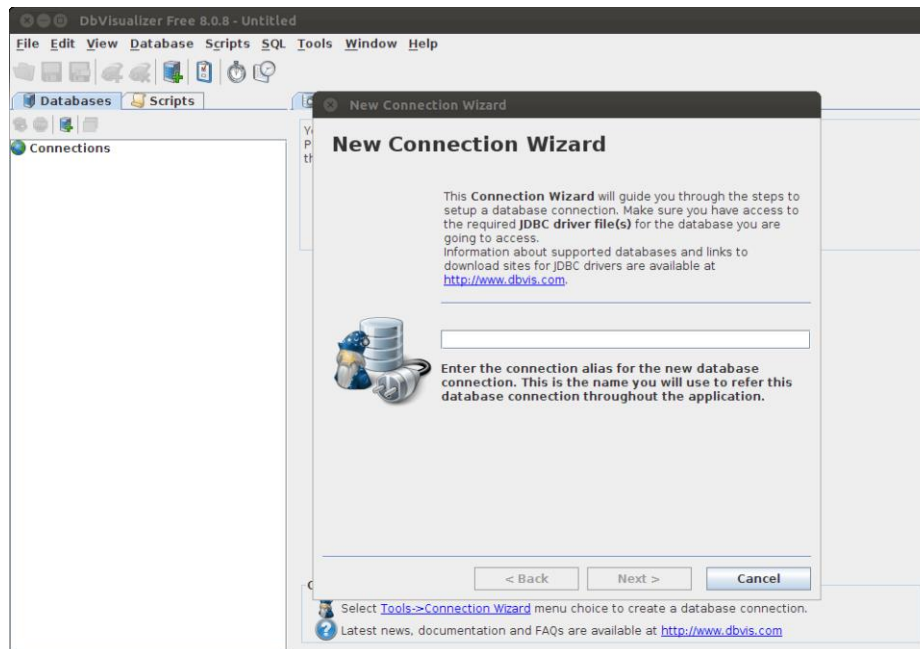 DbVisualizer Free 8.0.8 - Untitled
File Edit View Database Scripts SQL Tools Window Help
Databases Scripts
Connections
New Connection Wizard
New Connection Wizard
This Connection Wizard will guide you through the steps to
setup a database connection. Make sure you have access to
the required JDBC driver file(s) for the database you are
going to access.
Information about supported databases and links to
download sites for JDBC drivers are available at
http://www.dbvis.com.
Enter the connection alias for the new database
connection. This is the name you will use to refer this
database connection throughout the application.
< Back Next > Cancel
Select Tools->Connection Wizard menu choice to create a database connection.
Latest news, documentation and FAQs are available at http://www.dbvis.com